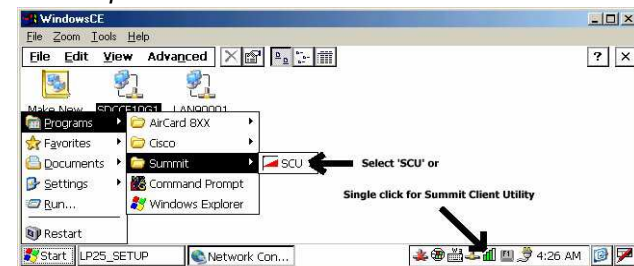 WindowsCE
File Zoom Tools Help
File Edit View Advanced ? X
Make New SDCCF10G1 LAN90001
Programs AirCard 8XX
Favorites Cisco
Documents Summit SCU Select 'SCU' or
Settings Command Prompt
Single click for Summit Client Utility
Run... Windows Explorer
Restart
Start LP25_SETUP Network Con... 4:26 AM